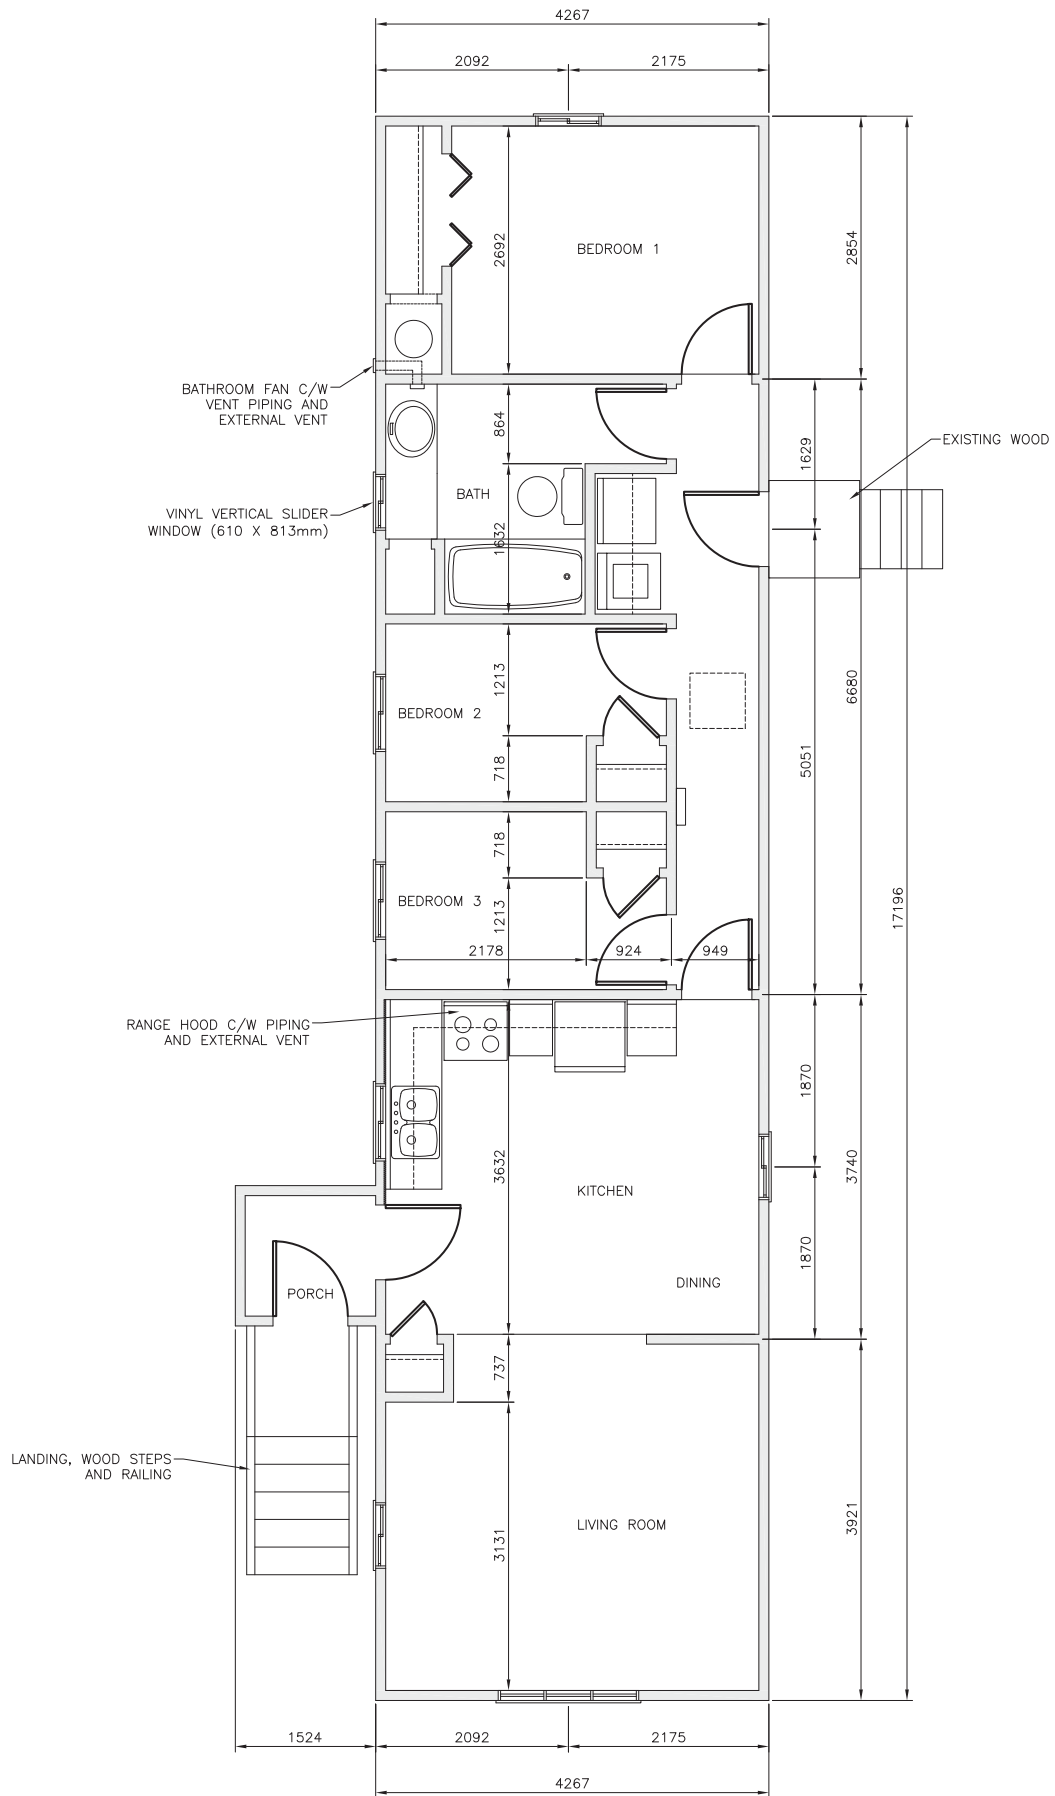 4267
2092
2175
2692
BEDROOM 1
2854
BATHROOM FAN C/W
VENT PIPING AND
EXTERNAL VENT
864
1629
EXISTING WOOD
BATH
VINYL VERTICAL SLIDER
WINDOW (610 X 813mm)
1632
1213
6680
BEDROOM 2
5051
718
718
17196
BEDROOM 3
1213
2178
924
949
RANGE HOOD C/W PIPING
AND EXTERNAL VENT
1870
3632
3740
KITCHEN
1870
DINING
PORCH
737
LANDING, WOOD STEPS
AND RAILING
3921
LIVING ROOM
3131
1524
2092
2175
4267